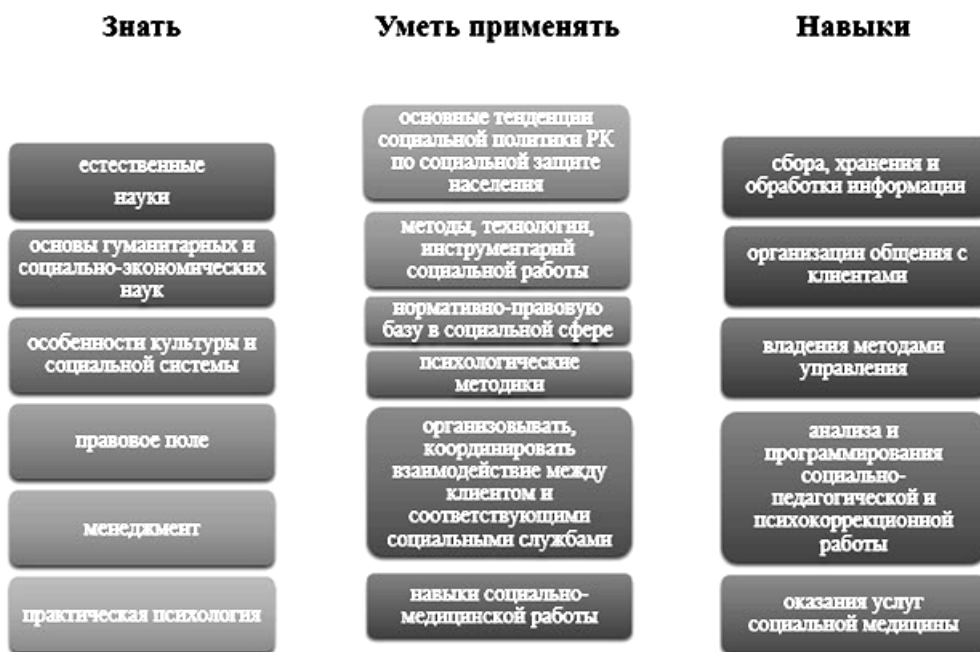 Знать
естественные
науки
основы гуманитарных и
социально-экономических
наук
особенности культуры и
социальной системы
правовое поле
менеджмент
практическая психология
Уметь применять
основные тенденции
социальной политики РК
по социальной защите
населения
методы, технологии,
инструментарий
социальной работы
нормативно-правовую
базу в социальной сфере
психологические
методики
организовывать,
координировать
взаимодействие между
клиентом и
соответствующими
социальными службами
навыки социально-
медицинской работы
Навыки
сбора, хранения и
обработки информации
организации общения с
клиентами
владения методами
управления
анализа и
программирования
социально-
педагогической и
психокоррекционной
работы
оказания услуг
социальной медицины